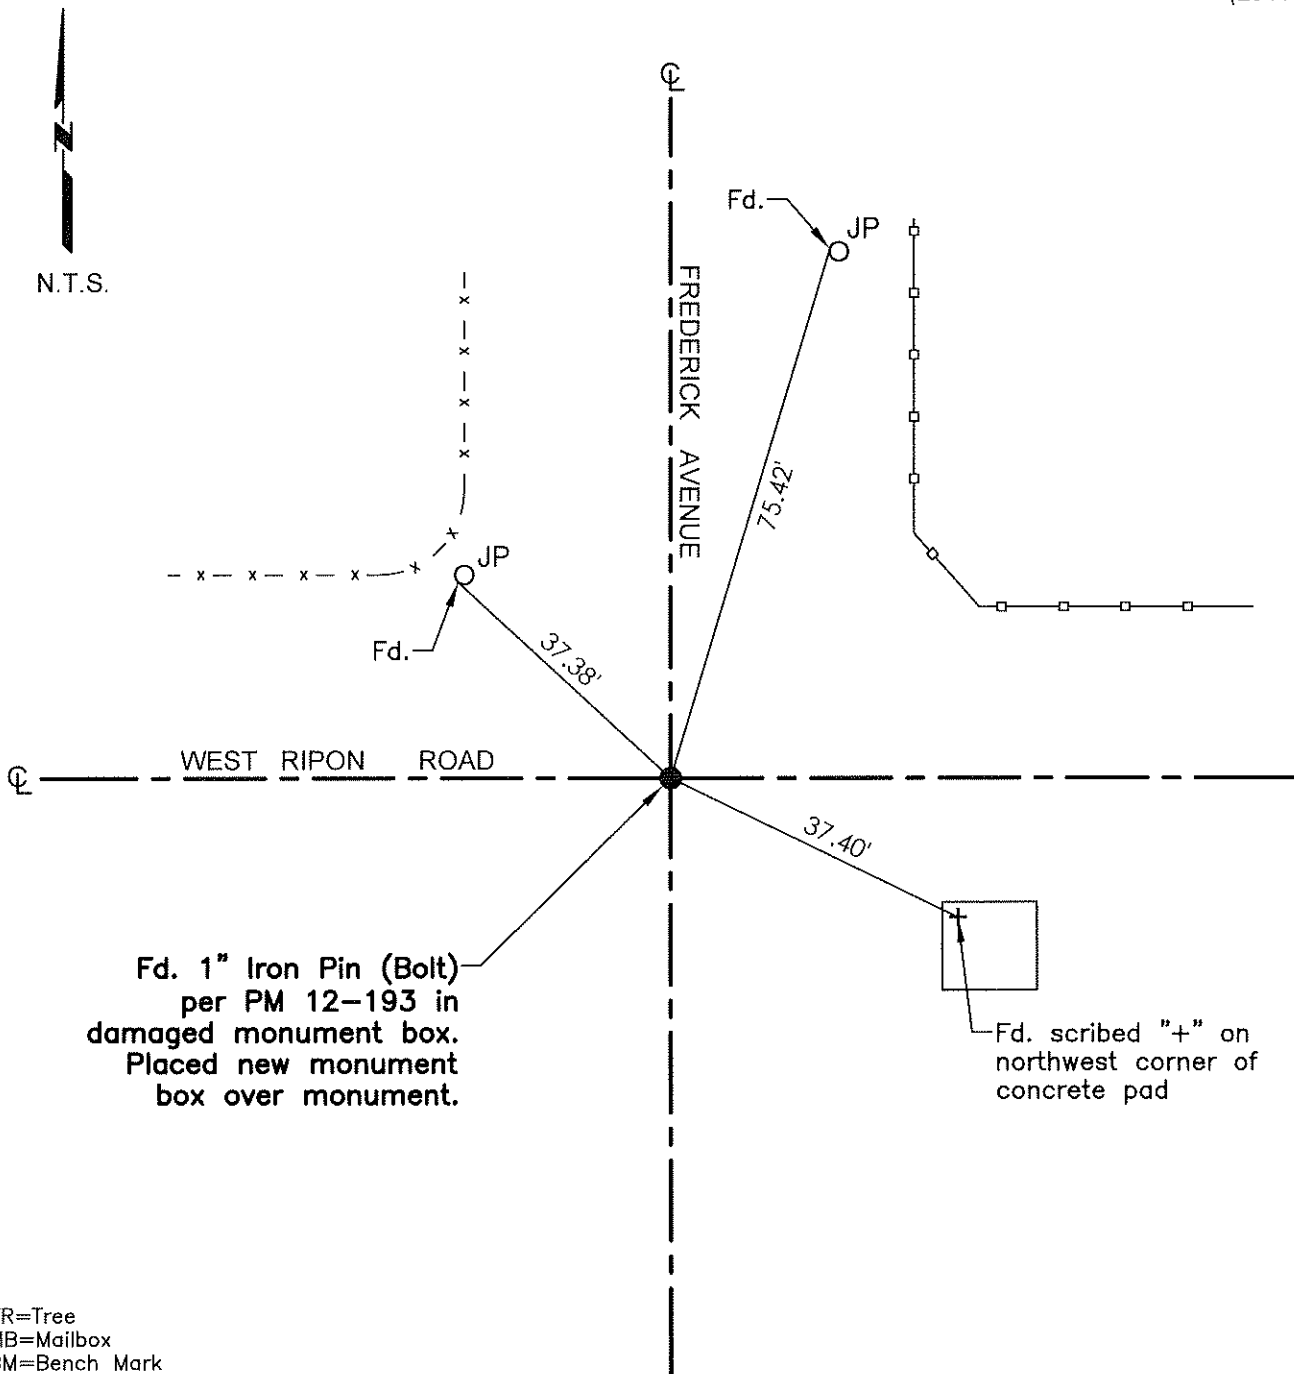 N
N.T.S.
℄
Fd.
JP
FREDERICK AVENUE
75.42'
JP
Fd.
37.38'
WEST RIPON ROAD
℄
37.40'
Fd. 1" Iron Pin (Bolt)
per PM 12-193 in
damaged monument box.
Placed new monument
box over monument.
Fd. scribed "+" on
northwest corner of
concrete pad
R=Tree
MB=Mailbox
BM=Bench Mark